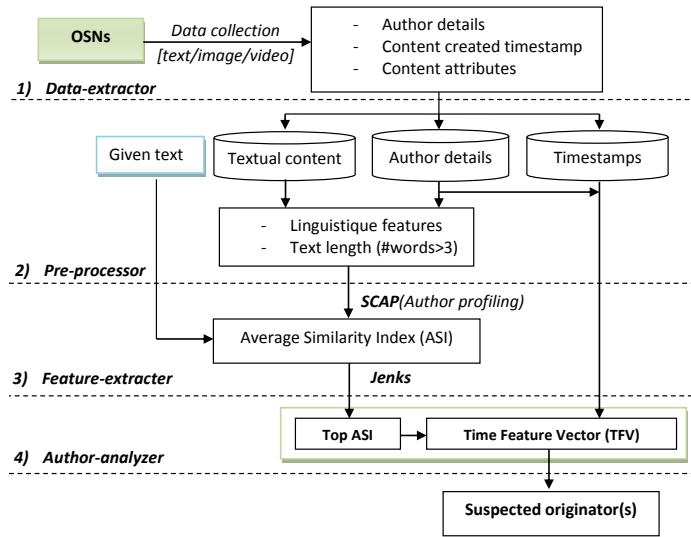 OSNs
Data collection
[text/image/video]
- Author details
- Content created timestamp
- Content attributes
1) Data-extractor
Given text
Textual content
Author details
Timestamps
- Linguistique features
- Text length (#words>3)
2) Pre-processor
SCAP(Author profiling)
Average Similarity Index (ASI)
3) Feature-extracter
Jenks
Top ASI
Time Feature Vector (TFV)
4) Author-analyzer
Suspected originator(s)